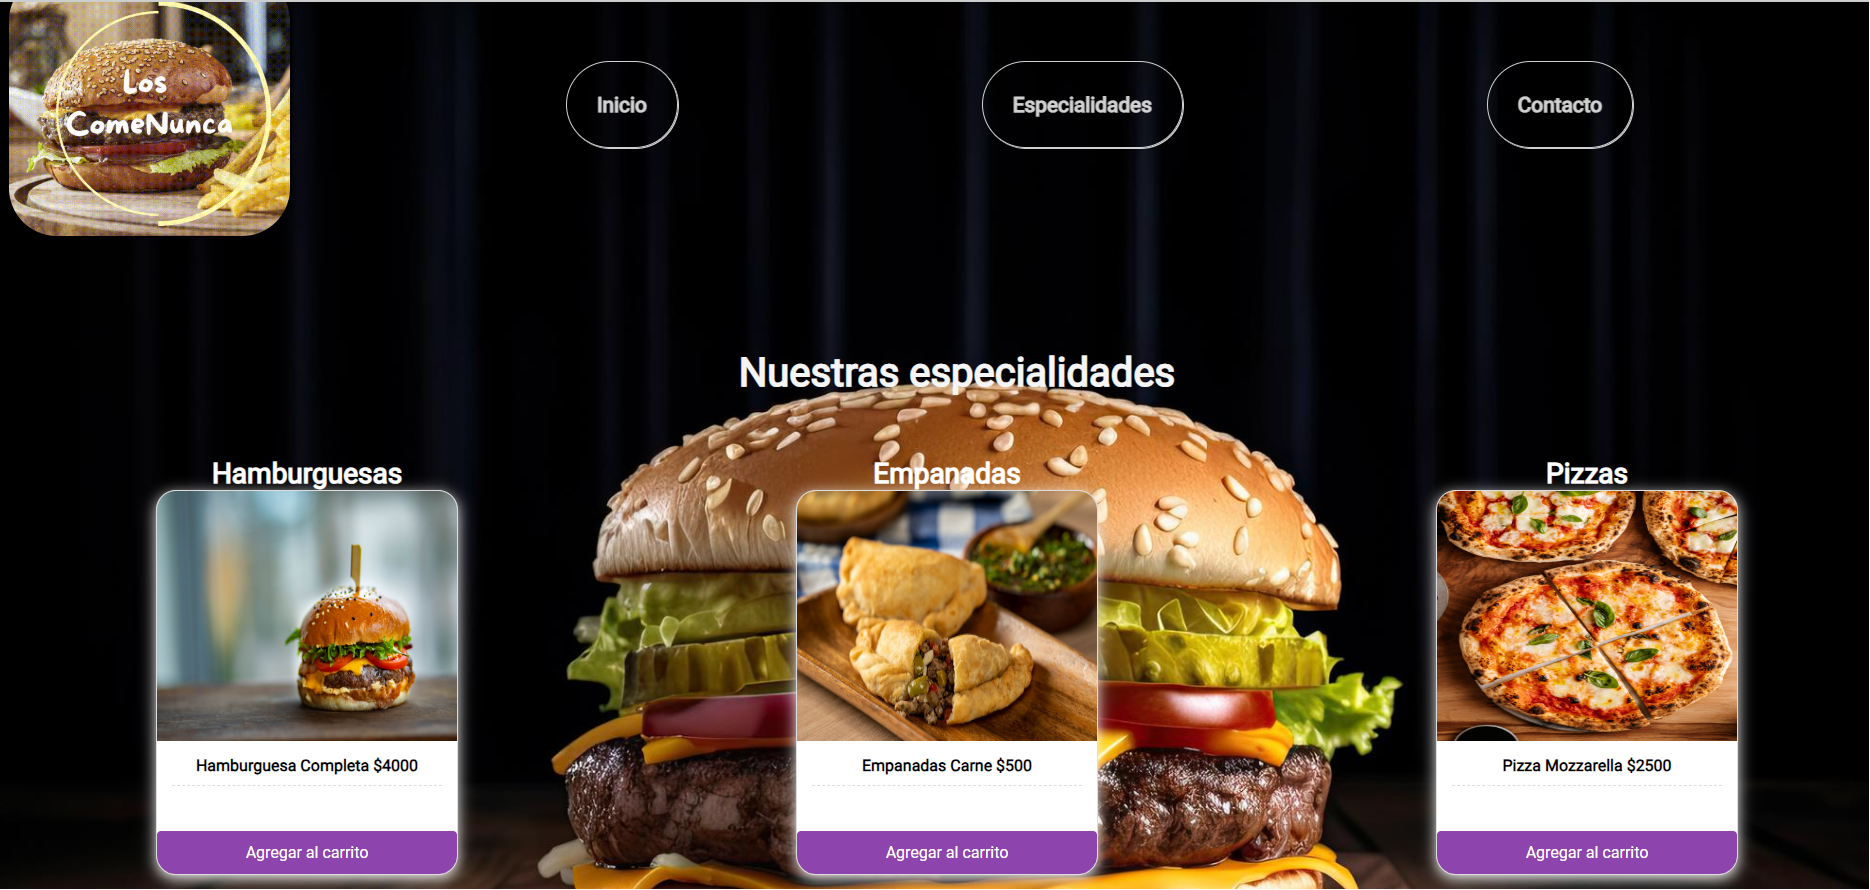 Los
ComeNunca
Inicio
Especialidades
Contacto
Nuestras especialidades
Hamburguesas
Empanadas
Pizzas
Hamburguesa Completa $4000
Empanadas Carne $500
Pizza Mozzarella $2500
Agregar al carrito
Agregar al carrito
Agregar al carrito